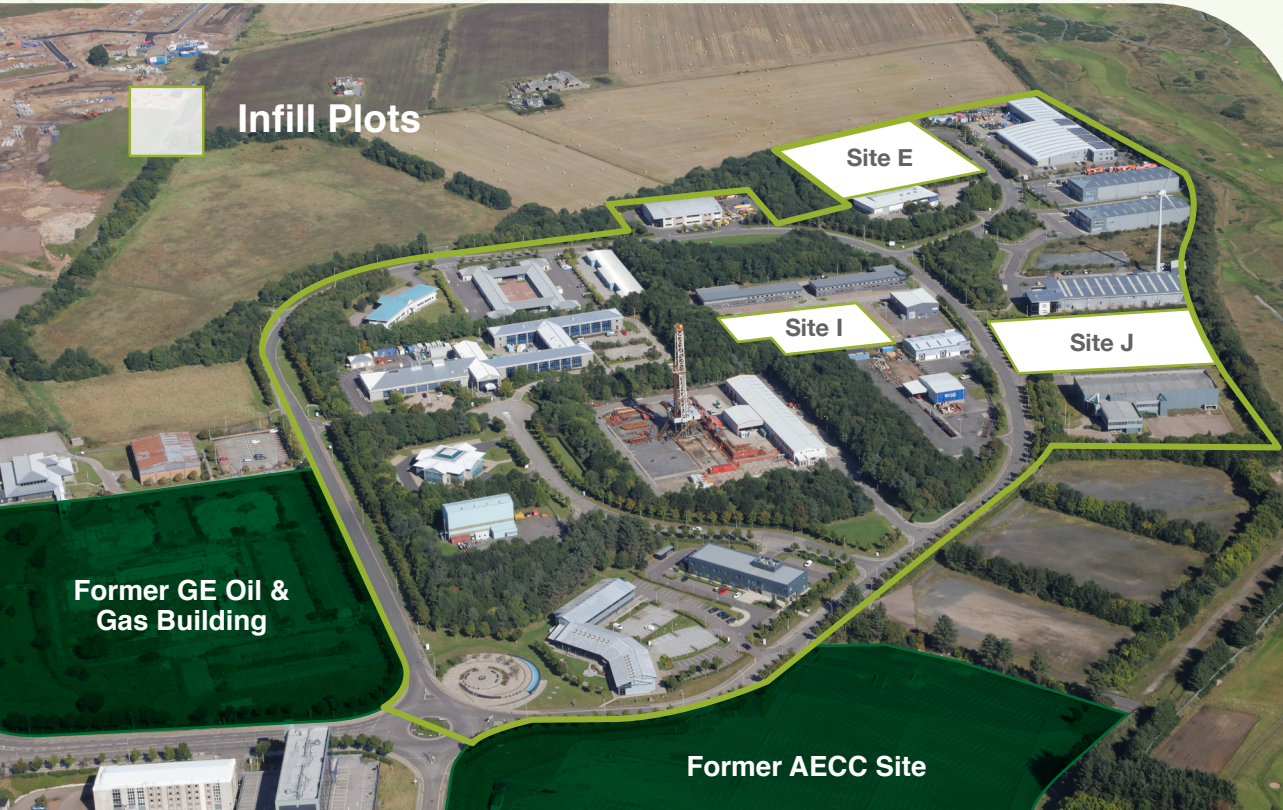 Infill Plots
Site E
Site I
Site J
Former GE Oil &
Gas Building
Former AECC Site